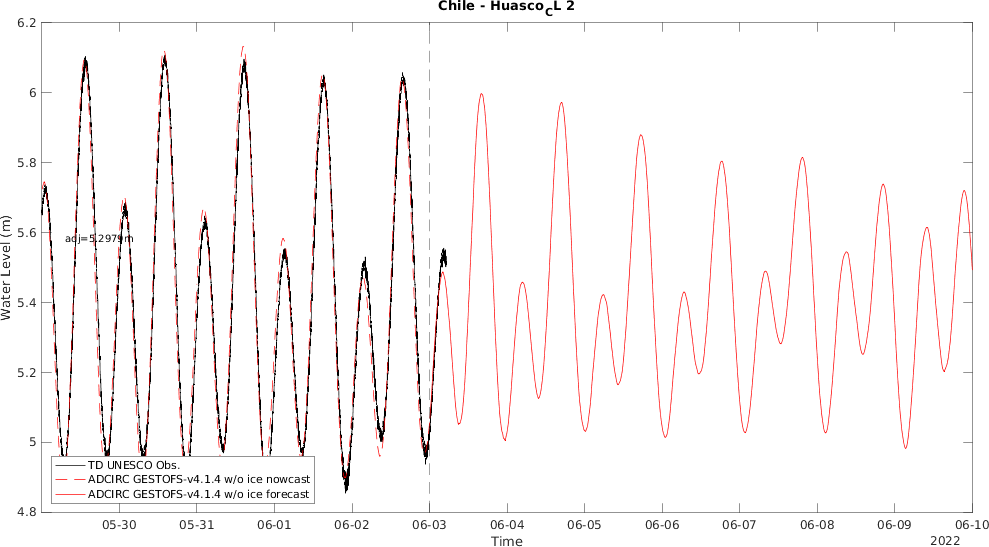 Chile - Huasco_CL 2
6.2
6
5.8
5.6
5.4
5.2
5
4.8
Water Level (m)
adj=5.2979m
TD UNESCO Obs.
ADCIRC GESTOFS-v4.1.4 w/o ice nowcast
ADCIRC GESTOFS-v4.1.4 w/o ice forecast
05-30 05-31 06-01 06-02 06-03 06-04 06-05 06-06 06-07 06-08 06-09 06-10
Time
2022